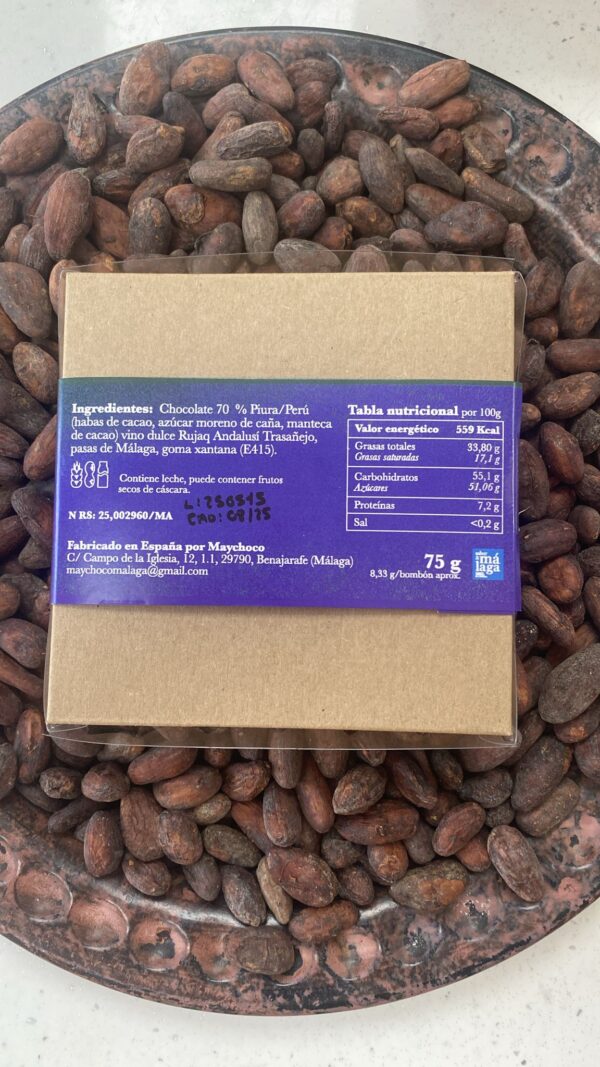 Ingredientes: Chocolate 70 % Piura/Perú
(habas de cacao, azúcar moreno de caña, manteca
de cacao) vino dulce Rujaq Andalusí Trasañejo,
pasas de Málaga, goma xantana (E415).
Contiene leche, puede contener frutos
secos de cáscara.
L:250515
N RS: 25,002960/MA
CAD: 08/25
Fabricado en España por Maychoco
C/ Campo de la Iglesia, 12, 1.1, 29790, Benajarafe (Málaga)
maychocomalaga@gmail.com
Tabla nutricional por 100g
Valor energético 559 Kcal
Grasas totales 33,80 g
Grasas saturadas 17,1 g
Carbohidratos 55,1 g
Azúcares 51,06 g
Proteínas 7,2 g
Sal <0,2 g
75 g
8,33 g/bombón aprox.
sabor
a má
laga